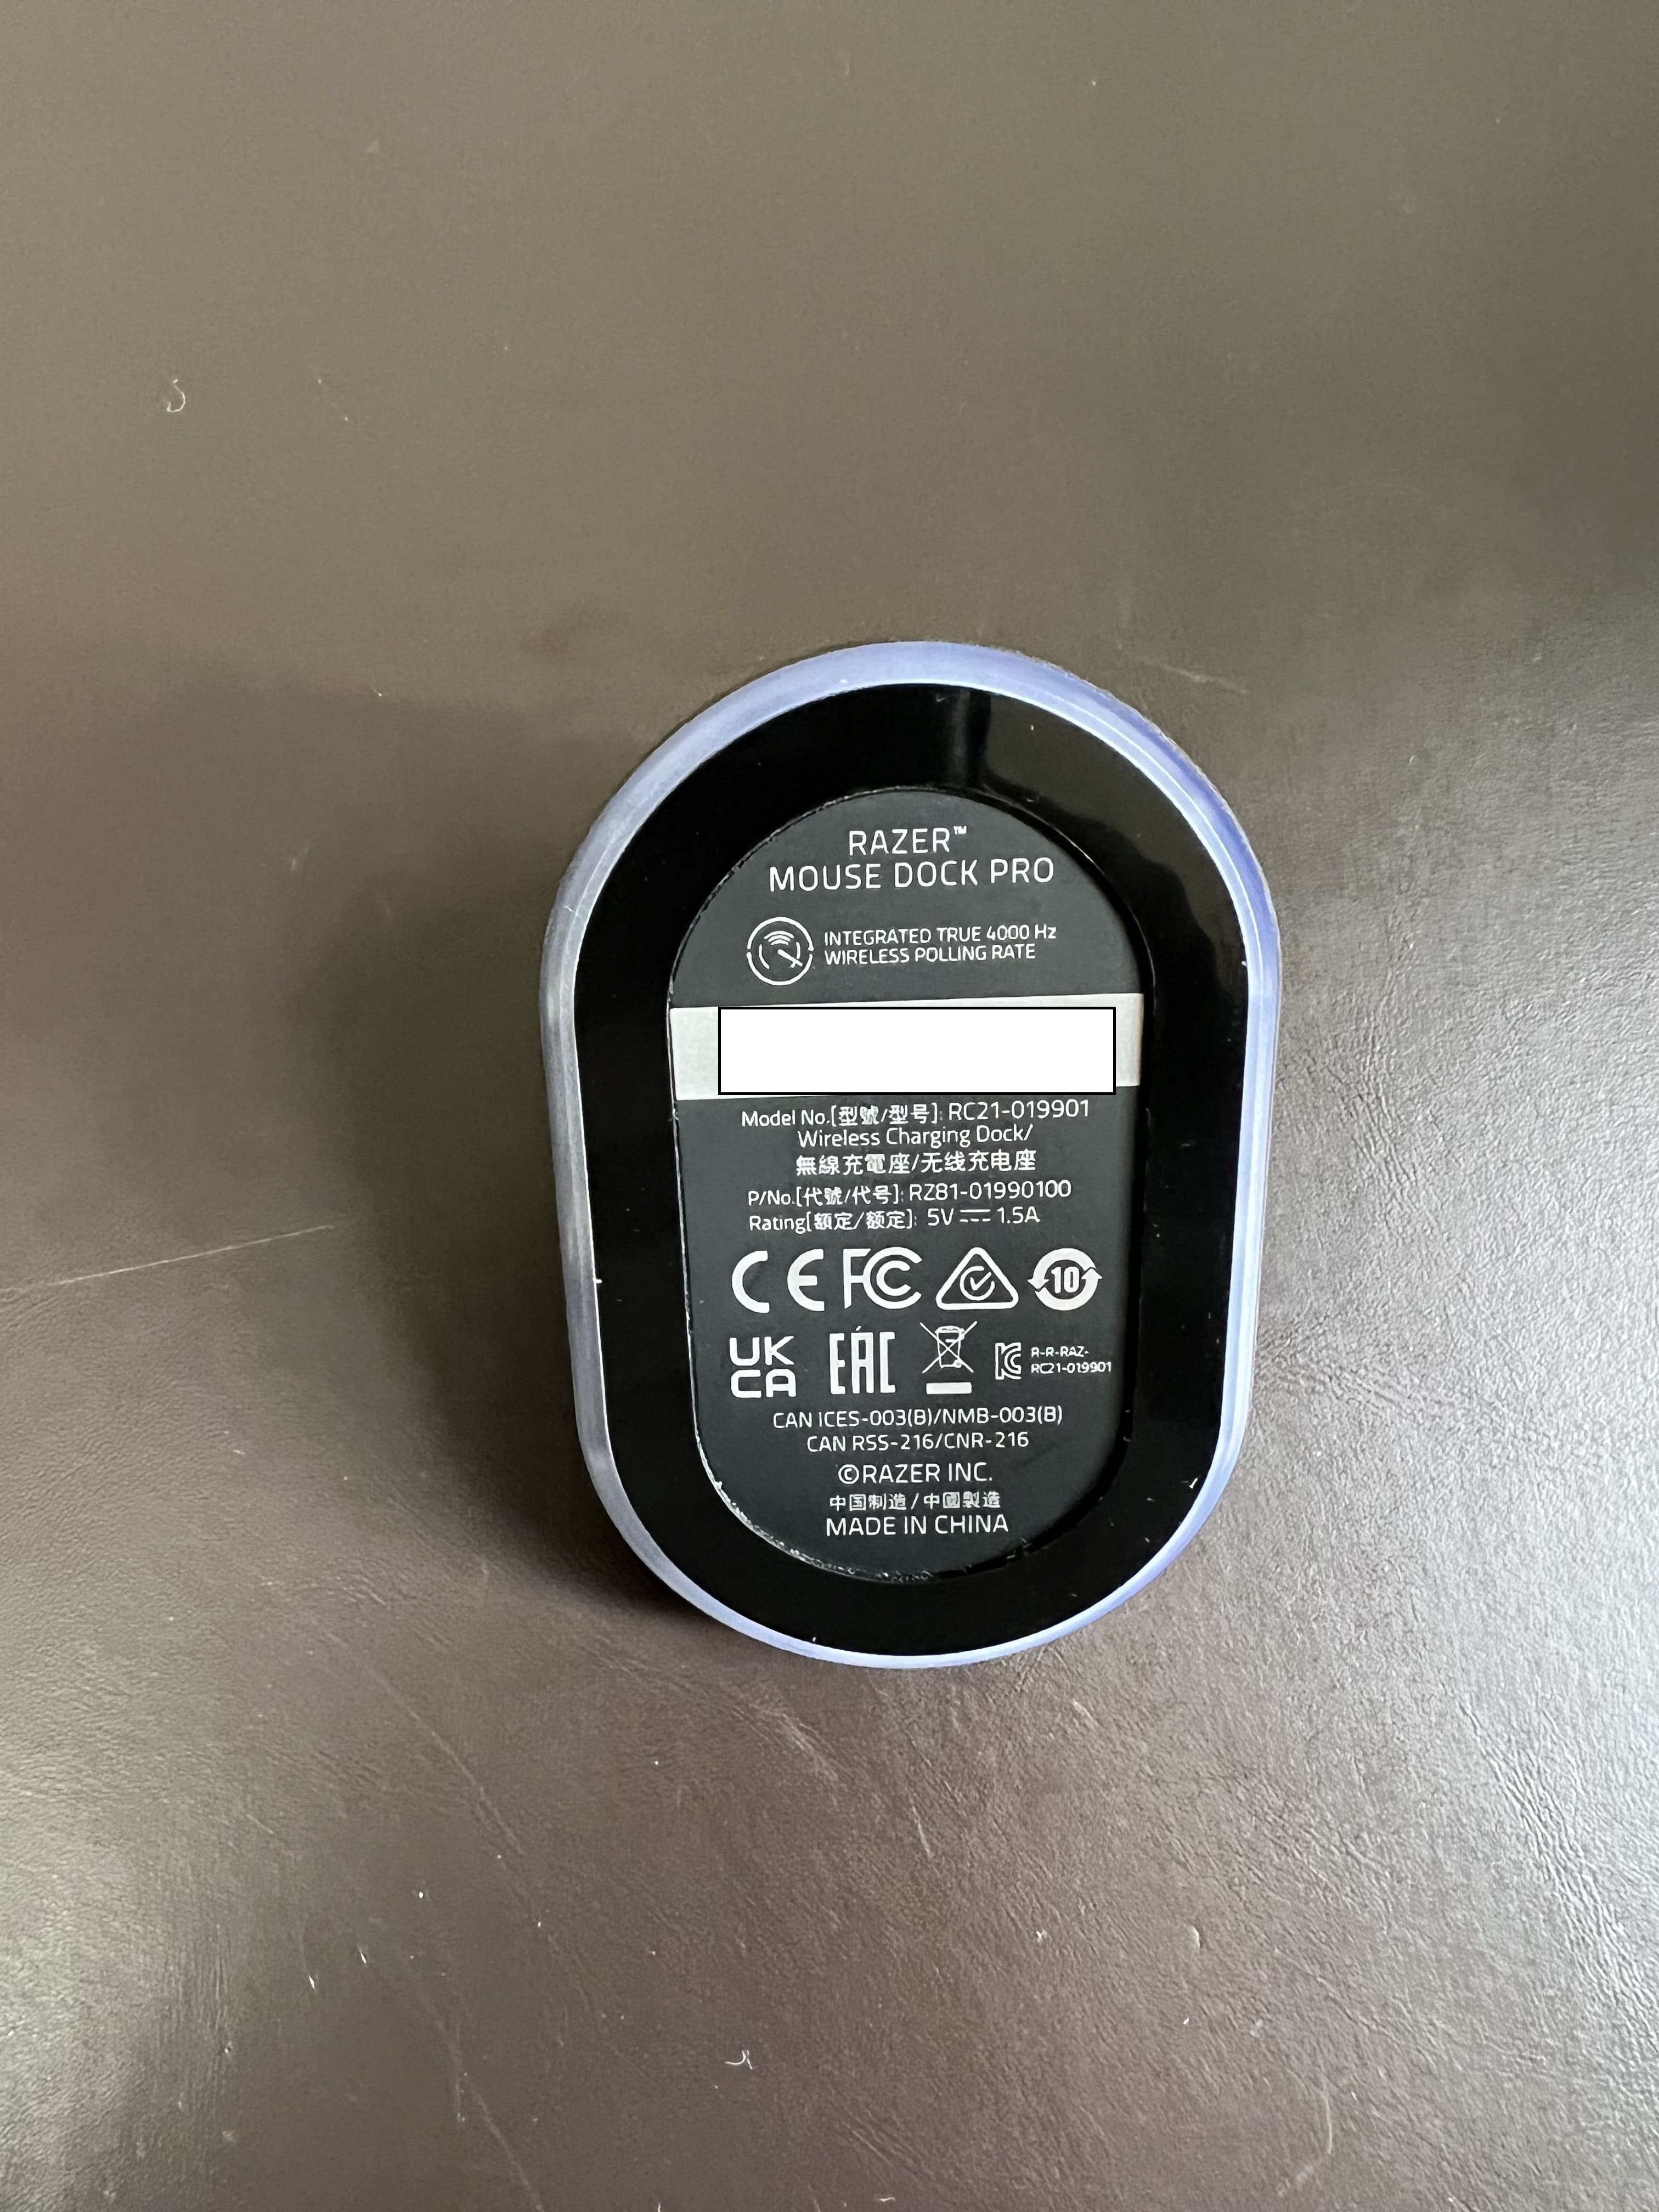 RAZER™
MOUSE DOCK PRO
INTEGRATED TRUE 4000 Hz
WIRELESS POLLING RATE
Model No.[型號/型号]: RC21-019901
Wireless Charging Dock/
無線充電座/无线充电座
P/No.[代號/代号]: RZ81-01990100
Rating[額定/额定]: 5V ⎓ 1.5A
CE FC 10
UK
CA EAC R-R-RAZ-
RC21-019901
CAN ICES-003(B)/NMB-003(B)
CAN RSS-216/CNR-216
©RAZER INC.
中国制造/中國製造
MADE IN CHINA